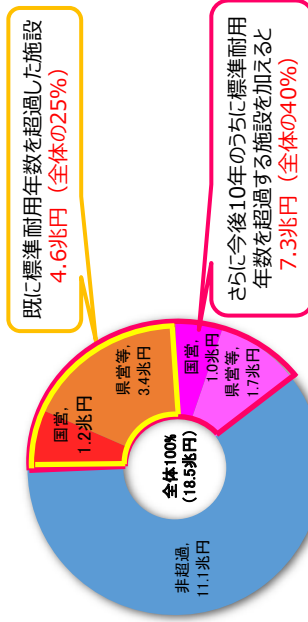 既に標準耐用年数を超過した施設
4.6兆円（全体の25%）
さらに今後10年のうちに標準耐用
年数を超過する施設を加えると
7.3兆円（全体の40%）
国営,
1.2兆円
県営等,
3.4兆円
国営,
1.0兆円
県営等,
1.7兆円
非超過,
11.1兆円
全体100%
（18.5兆円）